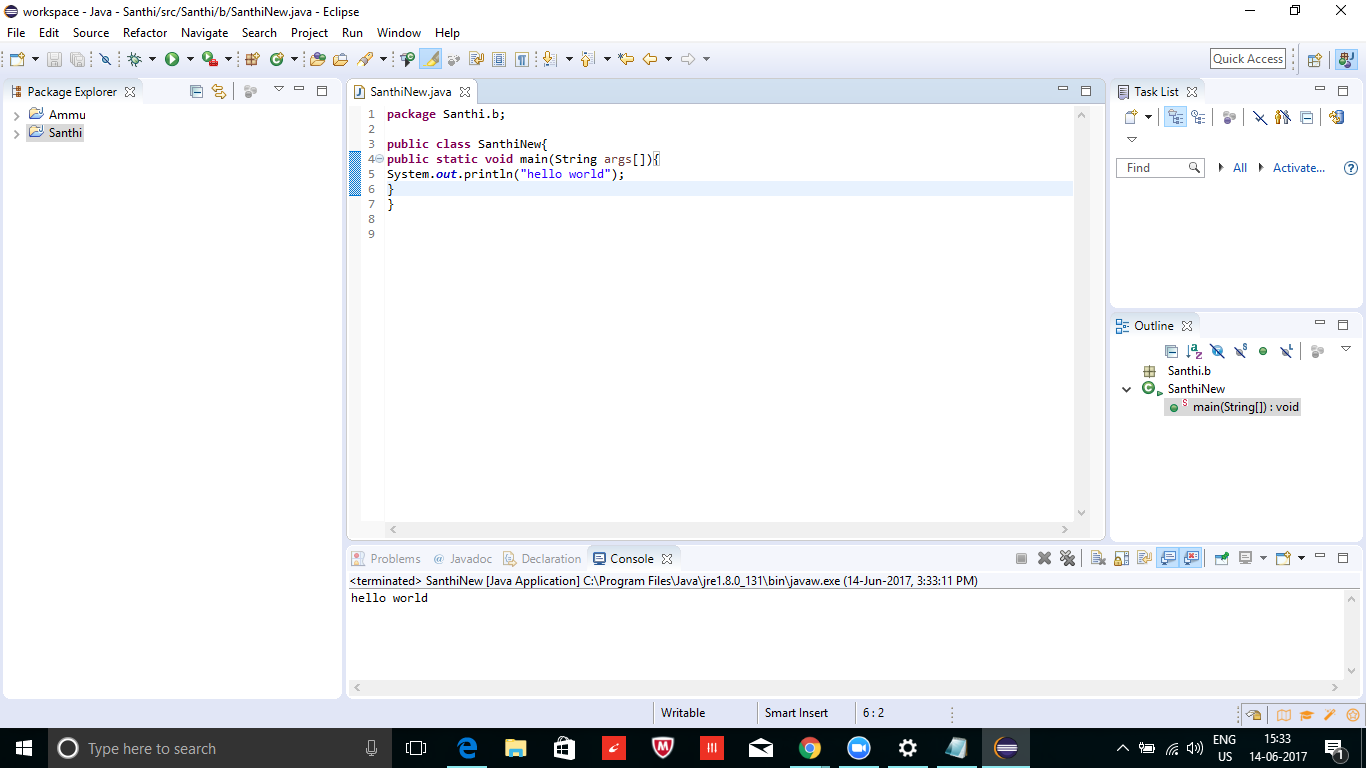 workspace - Java - Santhi/src/Santhi/b/SanthiNew.java - Eclipse
File Edit Source Refactor Navigate Search Project Run Window Help
Quick Access
Package Explorer
Ammu
Santhi
SanthiNew.java
1 package Santhi.b;
2
3 public class SanthiNew{
4 public static void main(String args[]){
5 System.out.println("hello world");
6 }
7 }
8
9
Task List
Find All Activate...
Outline
Santhi.b
SanthiNew
main(String[]) : void
Problems @ Javadoc Declaration Console
<terminated> SanthiNew [Java Application] C:\Program Files\Java\jre1.8.0_131\bin\javaw.exe (14-Jun-2017, 3:33:11 PM)
hello world
Writable Smart Insert 6 : 2
Type here to search
ENG 15:33
US 14-06-2017
1